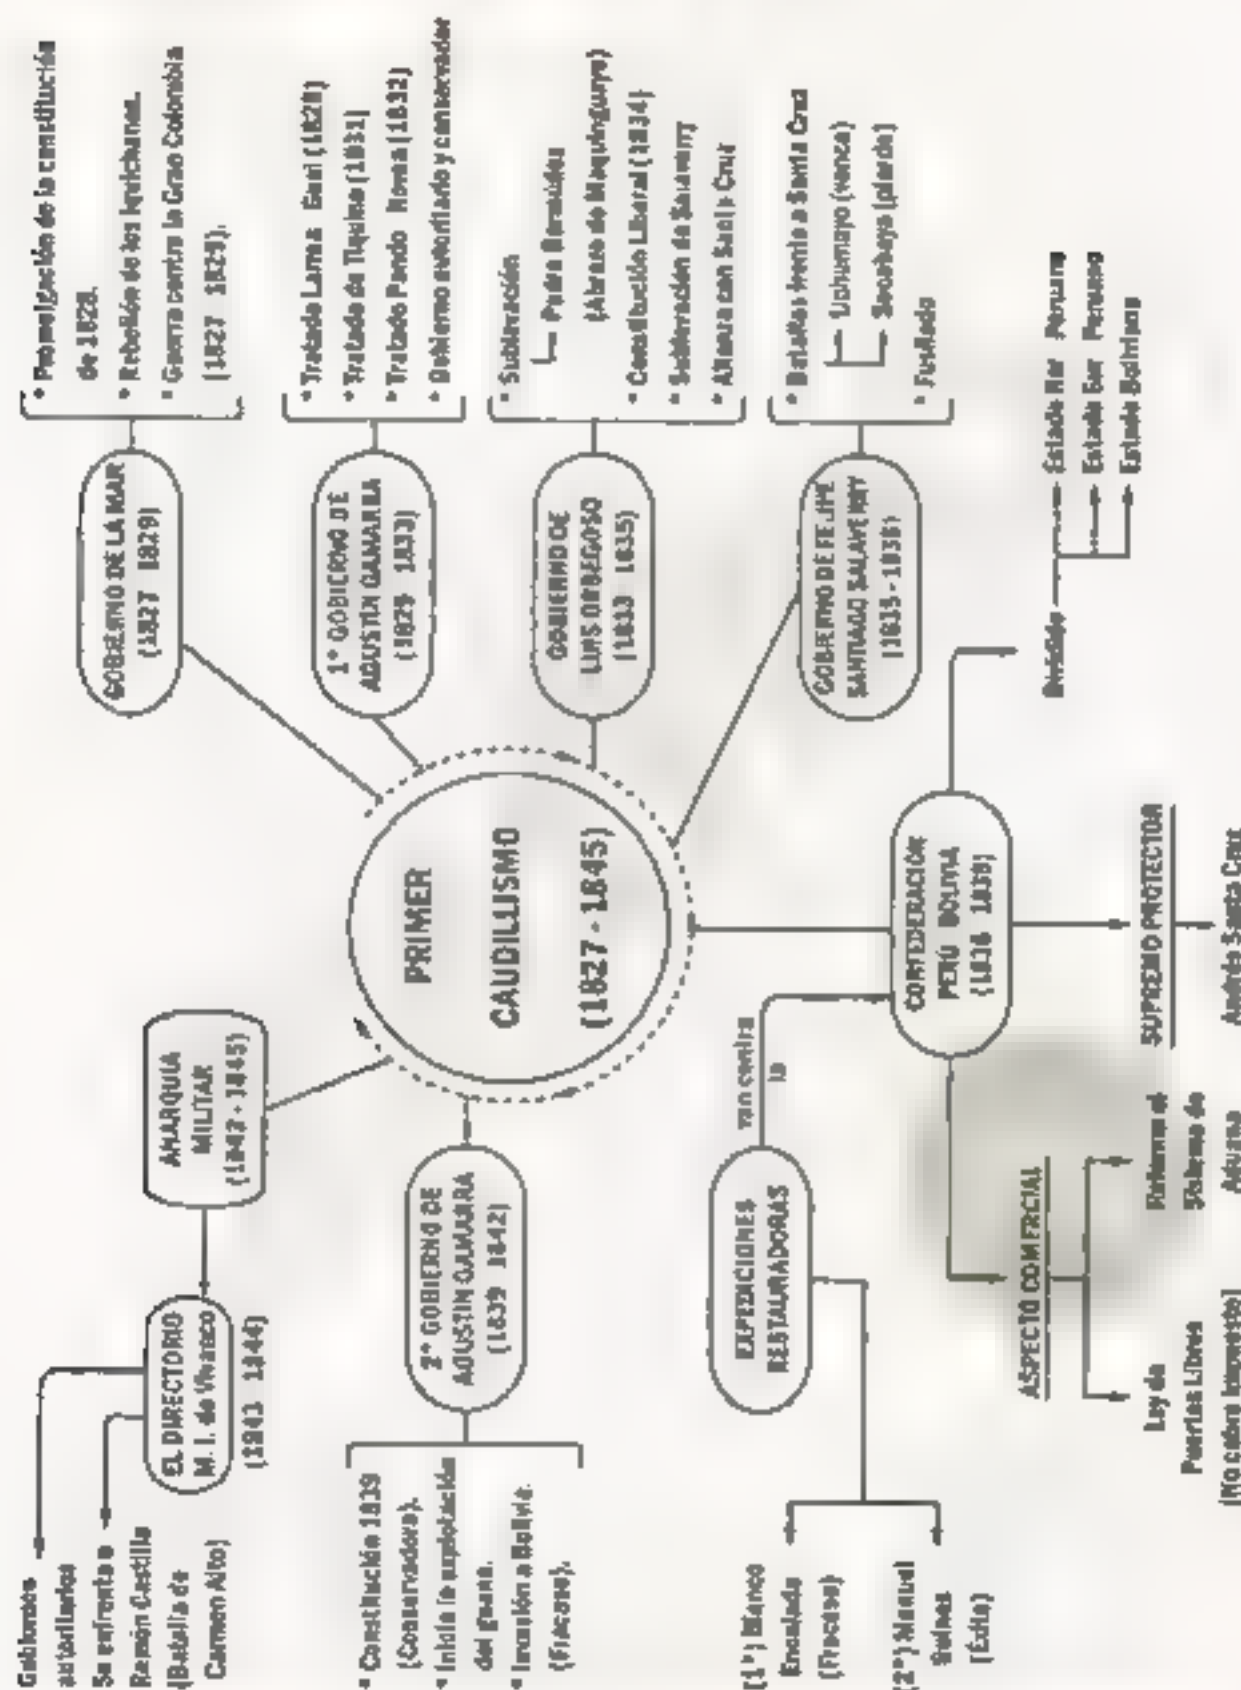 PRIMER
CAUDILLISMO
(1827 - 1845)
GOBIERNO DE LA MAR
(1827 1829)
* Promulgación de la constitución
de 1828.
* Rebelión de los iquichanos.
* Guerra contra la Gran Colombia
(1827 1829).
1° GOBIERNO DE
AGUSTÍN GAMARRA
(1829 1833)
* Tratado Larrea Gual (1829)
* Tratado de Tiquina (1831)
* Tratado Pando Novoa (1832)
* Gobierno autoritario y conservador
GOBIERNO DE
LUIS ORBEGOSO
(1833 1835)
* Sublevación
Pedro Bermúdez
(Abrazo de Maquinguayo)
* Constitución Liberal (1834)
* Sublevación de Salaverry
* Alianza con Santa Cruz
GOBIERNO DE FELIPE
SANTIAGO SALAVERRY
(1835 - 1836)
* Batallas frente a Santa Cruz
Uchumayo (vence)
Socabaya (pierde)
* Fusilado
CONFEDERACIÓN
PERÚ BOLIVIA
(1836 1839)
Dividido
Estado Nor Peruano
Estado Sur Peruano
Estado Boliviano
SUPREMO PROTECTOR
Andrés Santa Cruz
ASPECTO COMERCIAL
Reforma el
Sistema de
Aduana
Ley de
Puertos Libres
(No cobra impuesto)
van contra
la
EXPEDICIONES
RESTAURADORAS
(1°) Blanco
Encalada
(Fracaso)
(2°) Manuel
Bulnes
(Éxito)
2° GOBIERNO DE
AGUSTÍN GAMARRA
(1839 1842)
* Constitución 1839
(Conservadora).
* Inicia la explotación
del guano.
* Invasión a Bolivia.
(Fracaso).
ANARQUÍA
MILITAR
(1842 - 1845)
EL DIRECTORIO
M. I. de Vivanco
(1843 1844)
Gobiernos
autoritarios
Se enfrenta a
Ramón Castilla
(Batalla de
Carmen Alto)